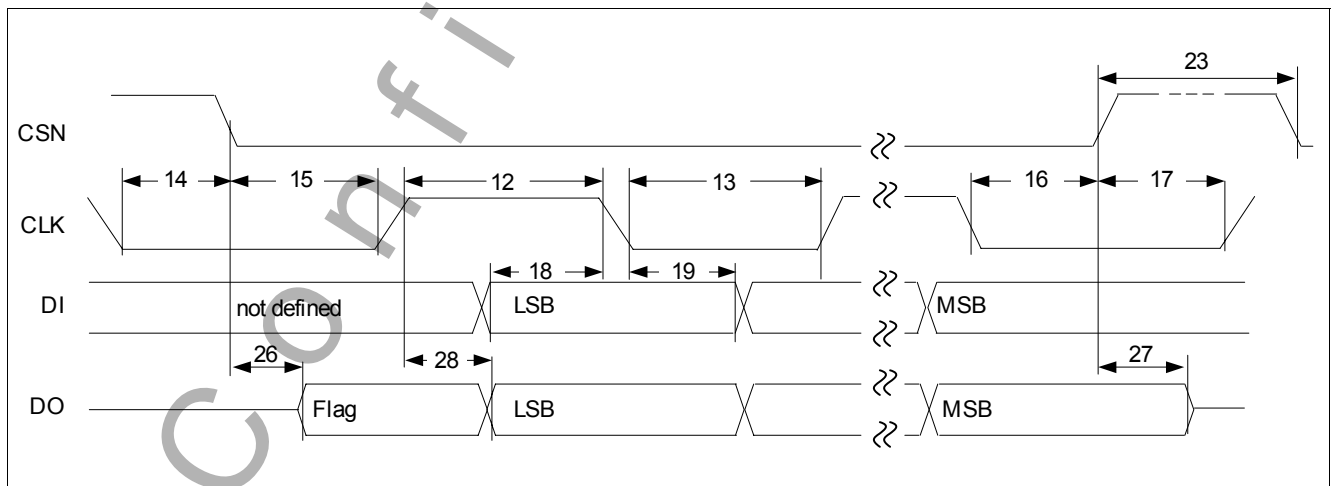 Confi
23
CSN
14 15 12 13 16 17
CLK
18 19
DI not defined LSB MSB
26 28 27
DO Flag LSB MSB